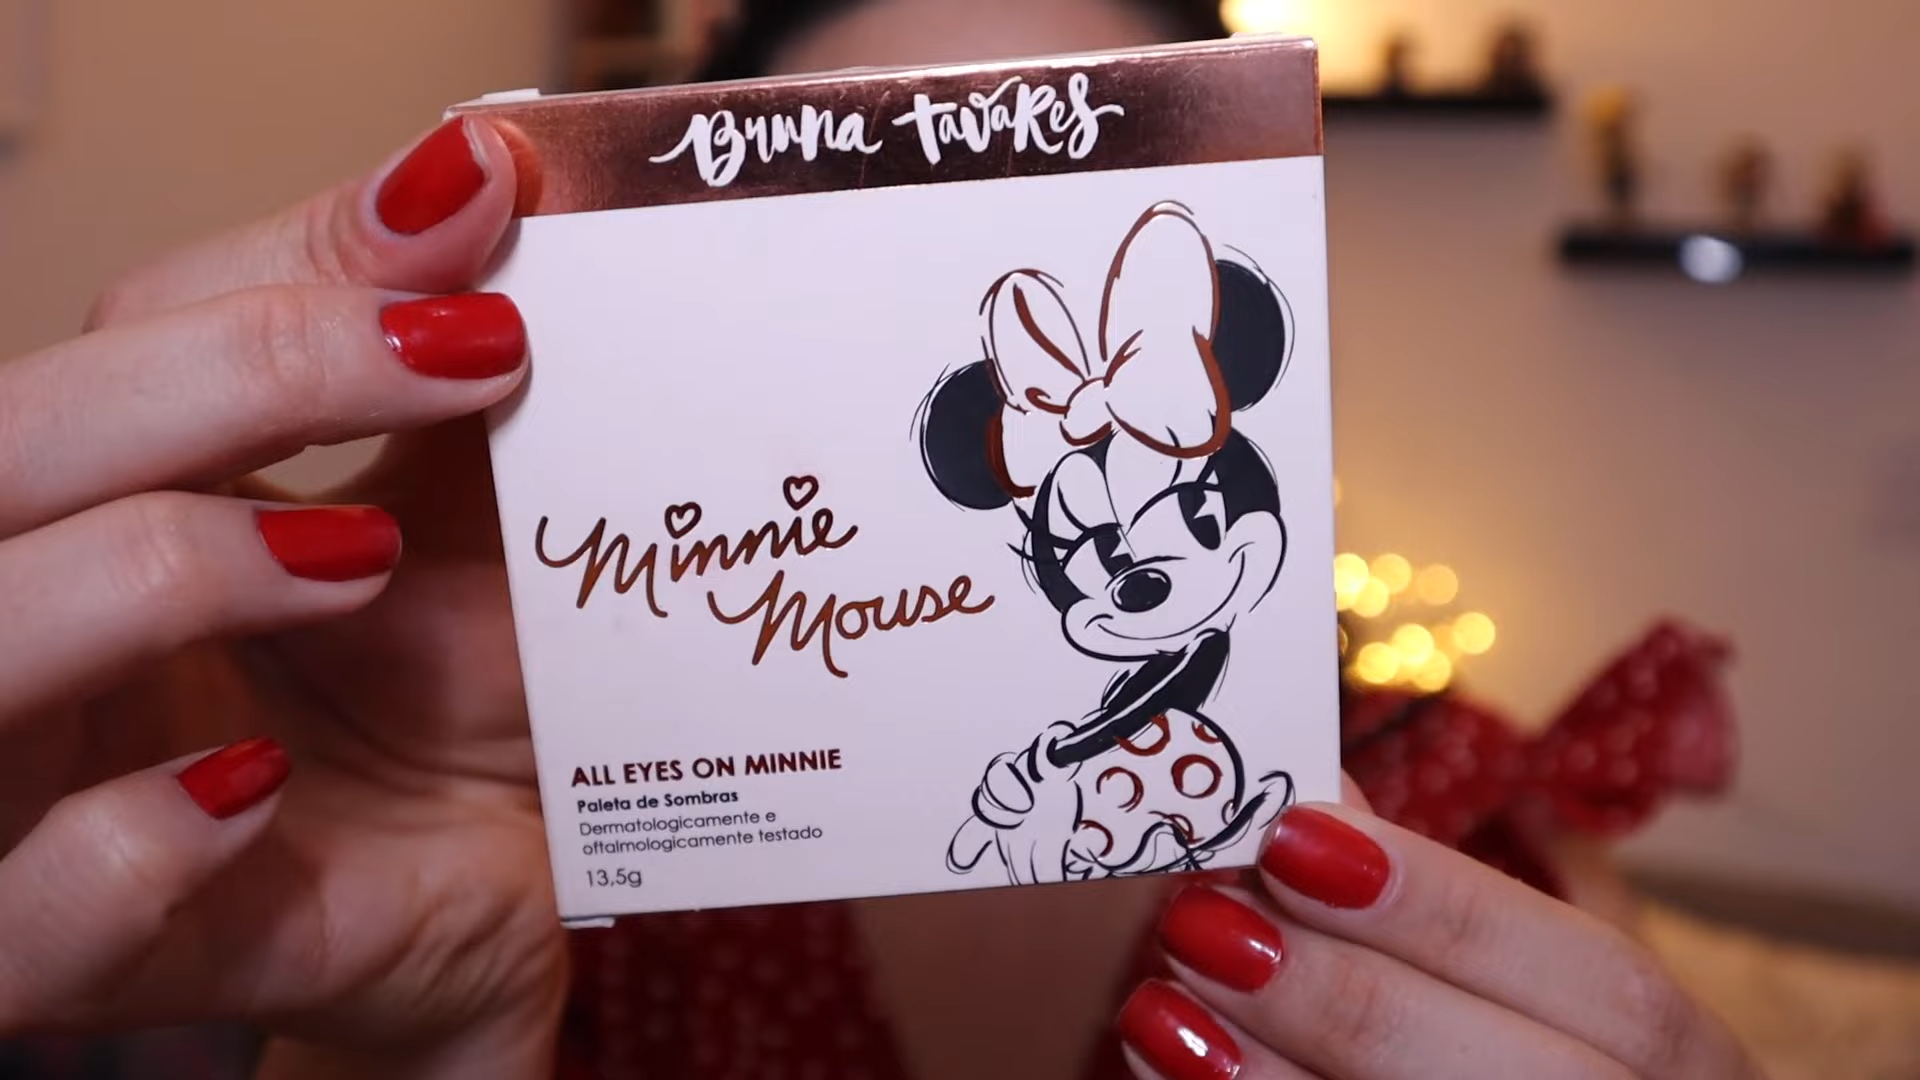 Bruna Tavares
Minnie
Mouse
ALL EYES ON MINNIE
Paleta de Sombras
Dermatologicamente e
oftalmologicamente testado
13,5g